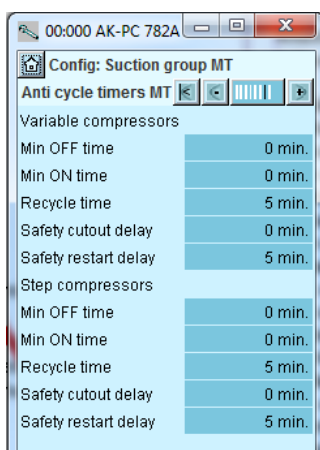 00:000 AK-PC 782A
Config: Suction group MT
Anti cycle timers MT
Variable compressors
Min OFF time 0 min.
Min ON time 0 min.
Recycle time 5 min.
Safety cutout delay 0 min.
Safety restart delay 5 min.
Step compressors
Min OFF time 0 min.
Min ON time 0 min.
Recycle time 5 min.
Safety cutout delay 0 min.
Safety restart delay 5 min.